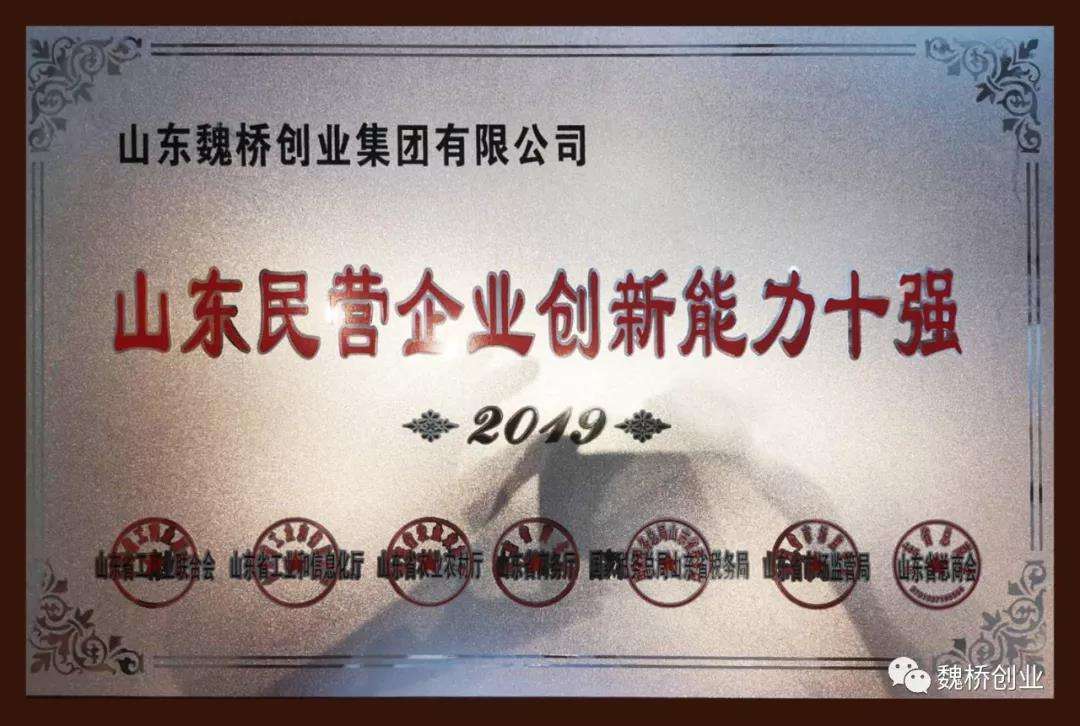 山东魏桥创业集团有限公司
山东民营企业创新能力十强
2019
山东省工商业联合会 山东省工业和信息化厅 山东省农业农村厅 山东省商务厅 国家税务总局山东省税务局 山东省市场监管局 山东省总商会
魏桥创业